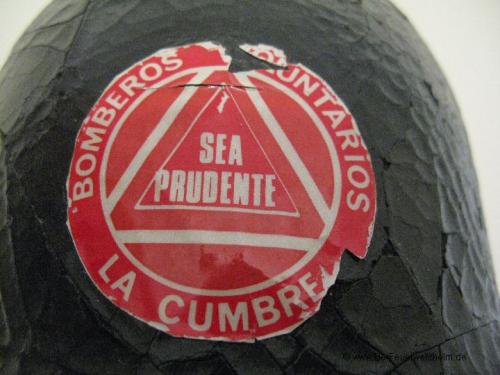 BOMBEROS VOLUNTARIOS
SEA
PRUDENTE
LA CUMBRE